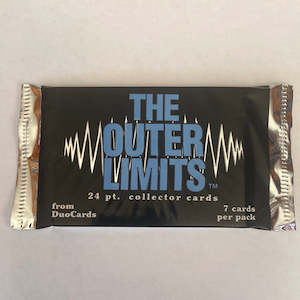 THE
OUTER
LIMITS™
24 pt. collector cards
from
DuoCards
7 cards
per pack